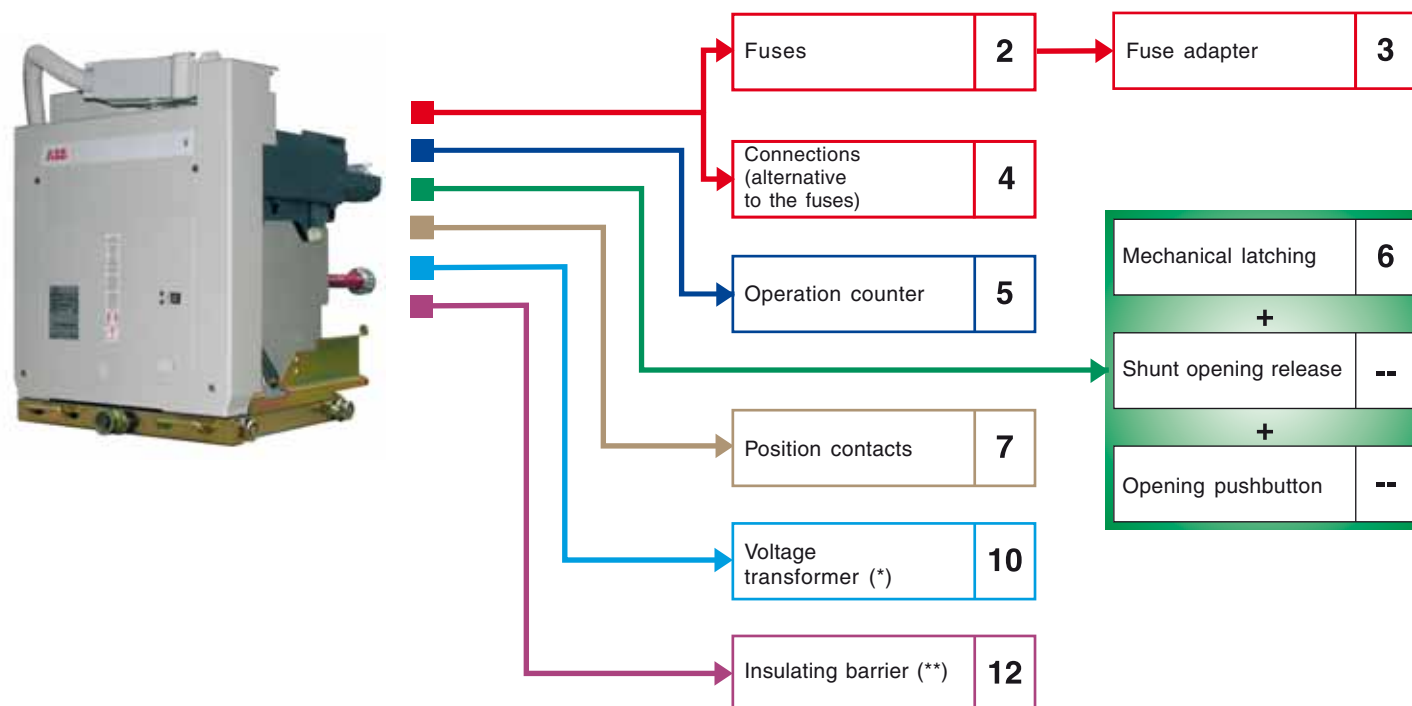 ABB
Fuses 2
Fuse adapter 3
Connections
(alternative
to the fuses) 4
Operation counter 5
Mechanical latching 6
+
Shunt opening release --
+
Opening pushbutton --
Position contacts 7
Voltage
transformer (*) 10
Insulating barrier (**) 12